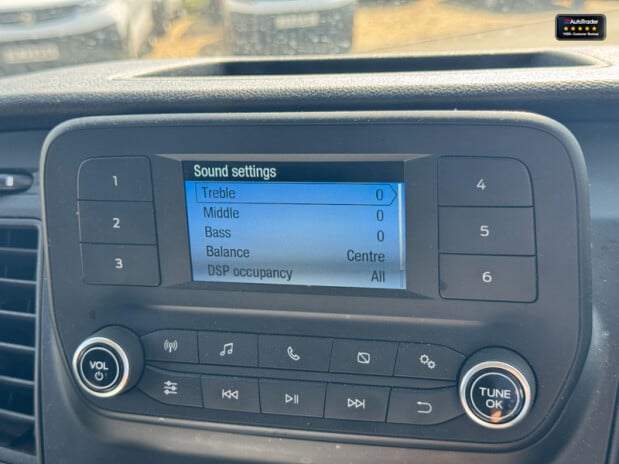 AutoTrader
Sound settings
Treble 0
Middle 0
Bass 0
Balance Centre
DSP occupancy All
1
2
3
4
5
6
VOL
TUNE
OK